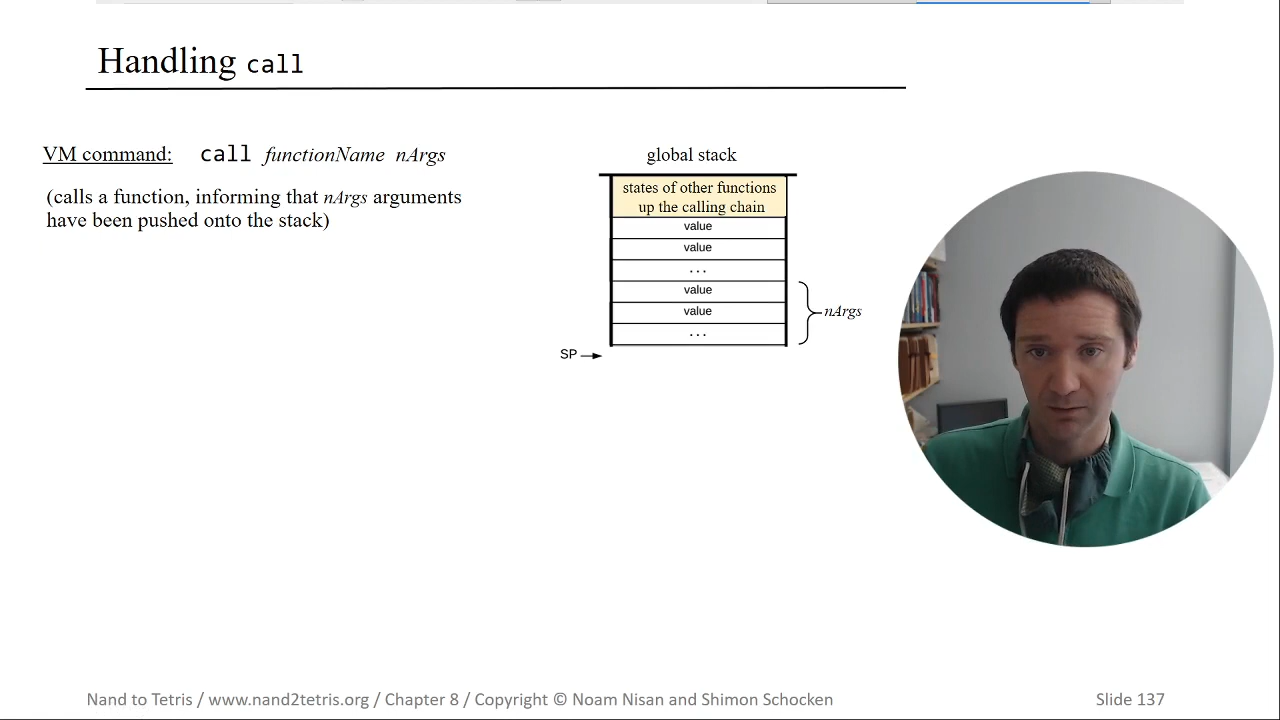 Handling call
VM command: call functionName nArgs
(calls a function, informing that nArgs arguments
have been pushed onto the stack)
global stack
states of other functions
up the calling chain
value
value
...
value
value
...
nArgs
SP
Nand to Tetris / www.nand2tetris.org / Chapter 8 / Copyright © Noam Nisan and Shimon Schocken
Slide 137